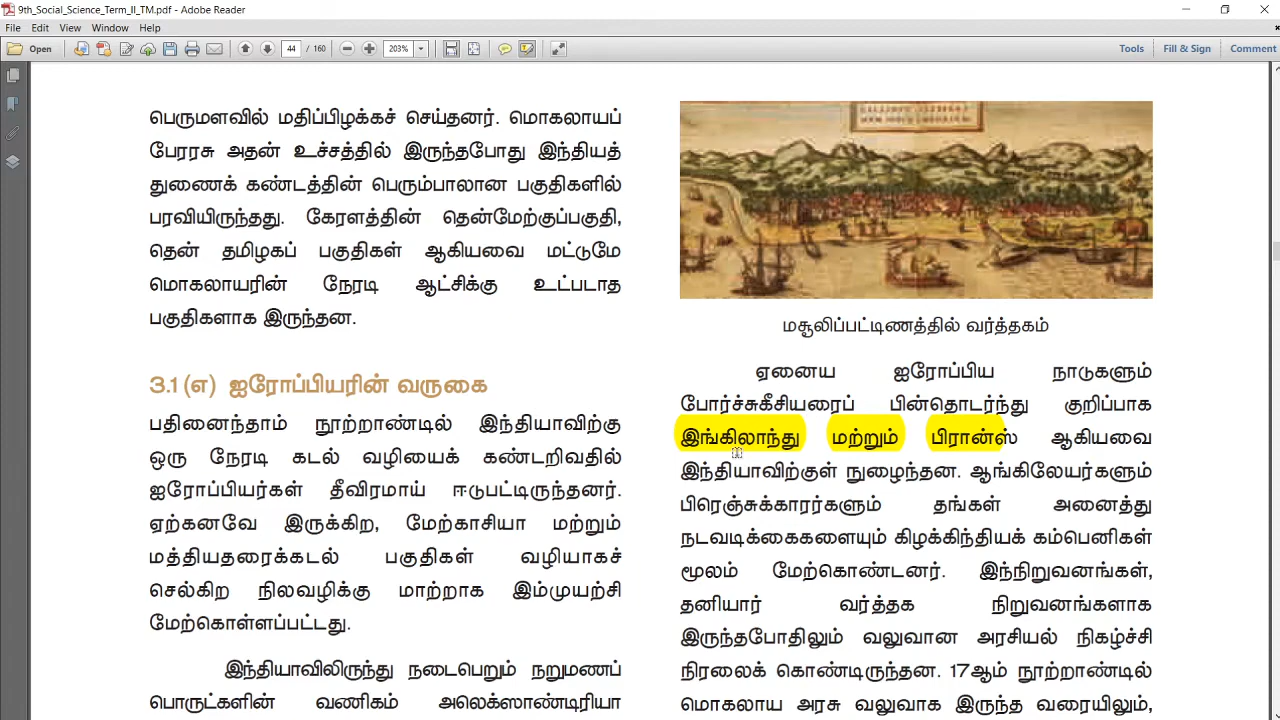 9th_Social_Science_Term_II_TM.pdf - Adobe Reader
File Edit View Window Help
Open 44 / 160 203% Tools Fill & Sign Comment
பெருமளவில் மதிப்பிழக்கச் செய்தனர். மொகலாயப்
பேரரசு அதன் உச்சத்தில் இருந்தபோது இந்தியத்
துணைக் கண்டத்தின் பெரும்பாலான பகுதிகளில்
பரவியிருந்தது. கேரளத்தின் தென்மேற்குப்பகுதி,
தென் தமிழகப் பகுதிகள் ஆகியவை மட்டுமே
மொகலாயரின் நேரடி ஆட்சிக்கு உட்படாத
பகுதிகளாக இருந்தன.
3.1 (எ) ஐரோப்பியரின் வருகை
பதினைந்தாம் நூற்றாண்டில் இந்தியாவிற்கு
ஒரு நேரடி கடல் வழியைக் கண்டறிவதில்
ஐரோப்பியர்கள் தீவிரமாய் ஈடுபட்டிருந்தனர்.
ஏற்கனவே இருக்கிற, மேற்காசியா மற்றும்
மத்தியதரைக்கடல் பகுதிகள் வழியாகச்
செல்கிற நிலவழிக்கு மாற்றாக இம்முயற்சி
மேற்கொள்ளப்பட்டது.
இந்தியாவிலிருந்து நடைபெறும் நறுமணப்
பொருட்களின் வணிகம் அலெக்ஸாண்டிரியா
மசூலிப்பட்டிணத்தில் வர்த்தகம்
ஏனைய ஐரோப்பிய நாடுகளும்
போர்ச்சுகீசியரைப் பின்தொடர்ந்து குறிப்பாக
இங்கிலாந்து மற்றும் பிரான்ஸ் ஆகியவை
இந்தியாவிற்குள் நுழைந்தன. ஆங்கிலேயர்களும்
பிரெஞ்சுக்காரர்களும் தங்கள் அனைத்து
நடவடிக்கைகளையும் கிழக்கிந்தியக் கம்பெனிகள்
மூலம் மேற்கொண்டனர். இந்நிறுவனங்கள்,
தனியார் வர்த்தக நிறுவனங்களாக
இருந்தபோதிலும் வலுவான அரசியல் நிகழ்ச்சி
நிரலைக் கொண்டிருந்தன. 17ஆம் நூற்றாண்டில்
மொகலாய அரசு வலுவாக இருந்த வரையிலும்,